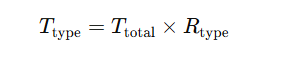 T_type = T_total × R_type